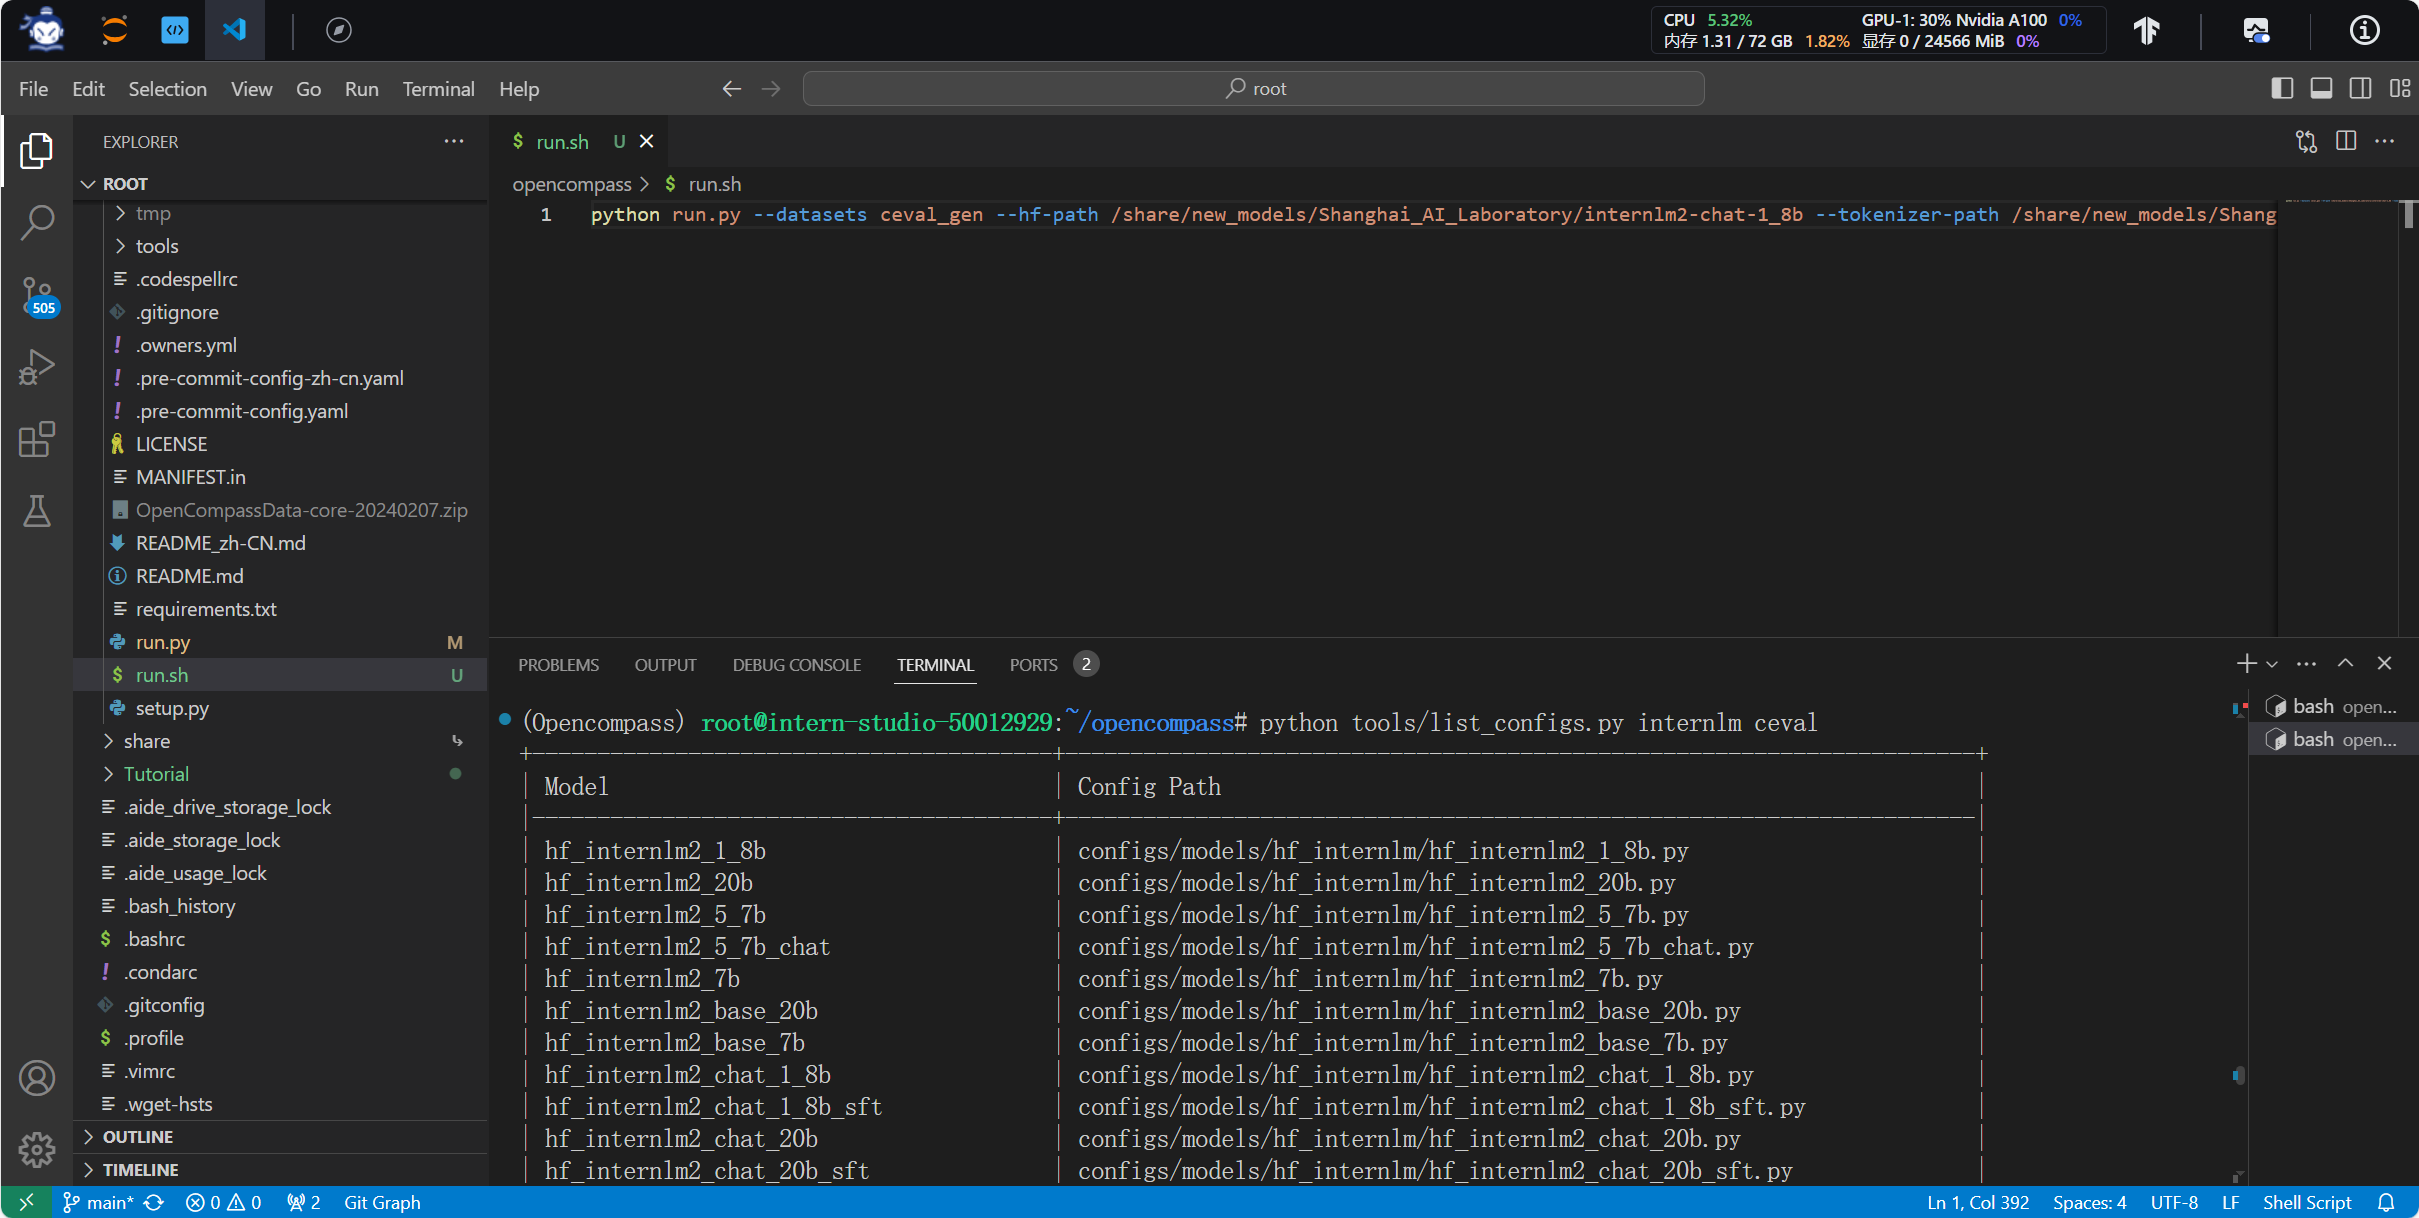 CPU 5.32% GPU-1: 30% Nvidia A100 0%
内存 1.31 / 72 GB 1.82% 显存 0 / 24566 MiB 0%
File Edit Selection View Go Run Terminal Help root
EXPLORER
ROOT
tmp
tools
.codespellrc
.gitignore
.owners.yml
.pre-commit-config-zh-cn.yaml
.pre-commit-config.yaml
LICENSE
MANIFEST.in
OpenCompassData-core-20240207.zip
README_zh-CN.md
README.md
requirements.txt
run.py M
run.sh U
setup.py
share
Tutorial
.aide_drive_storage_lock
.aide_storage_lock
.aide_usage_lock
.bash_history
.bashrc
.condarc
.gitconfig
.profile
.vimrc
.wget-hsts
OUTLINE
TIMELINE
505
$ run.sh U
opencompass > $ run.sh
1 python run.py --datasets ceval_gen --hf-path /share/new_models/Shanghai_AI_Laboratory/internlm2-chat-1_8b --tokenizer-path /share/new_models/Shang
PROBLEMS OUTPUT DEBUG CONSOLE TERMINAL PORTS 2
(Opencompass) root@intern-studio-50012929:~/opencompass# python tools/list_configs.py internlm ceval
Model Config Path
hf_internlm2_1_8b configs/models/hf_internlm/hf_internlm2_1_8b.py
hf_internlm2_20b configs/models/hf_internlm/hf_internlm2_20b.py
hf_internlm2_5_7b configs/models/hf_internlm/hf_internlm2_5_7b.py
hf_internlm2_5_7b_chat configs/models/hf_internlm/hf_internlm2_5_7b_chat.py
hf_internlm2_7b configs/models/hf_internlm/hf_internlm2_7b.py
hf_internlm2_base_20b configs/models/hf_internlm/hf_internlm2_base_20b.py
hf_internlm2_base_7b configs/models/hf_internlm/hf_internlm2_base_7b.py
hf_internlm2_chat_1_8b configs/models/hf_internlm/hf_internlm2_chat_1_8b.py
hf_internlm2_chat_1_8b_sft configs/models/hf_internlm/hf_internlm2_chat_1_8b_sft.py
hf_internlm2_chat_20b configs/models/hf_internlm/hf_internlm2_chat_20b.py
hf_internlm2_chat_20b_sft configs/models/hf_internlm/hf_internlm2_chat_20b_sft.py
bash open...
bash open...
main* 0 0 2 Git Graph Ln 1, Col 392 Spaces: 4 UTF-8 LF Shell Script